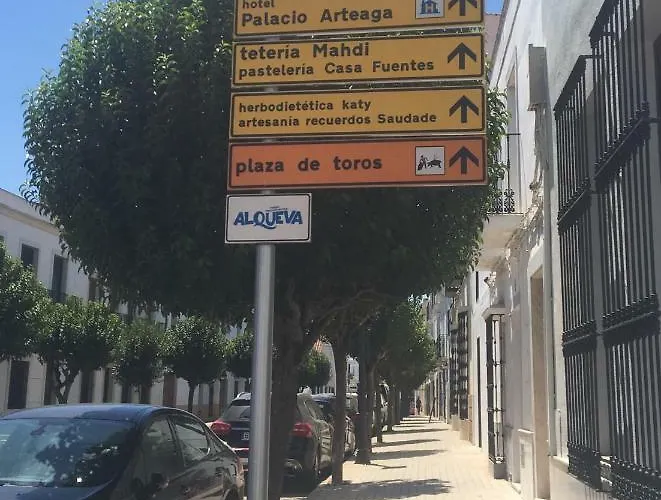 hotel
Palacio Arteaga
tetería Mahdi
pastelería Casa Fuentes
herbodietética katy
artesanía recuerdos Saudade
plaza de toros
ALQUEVA